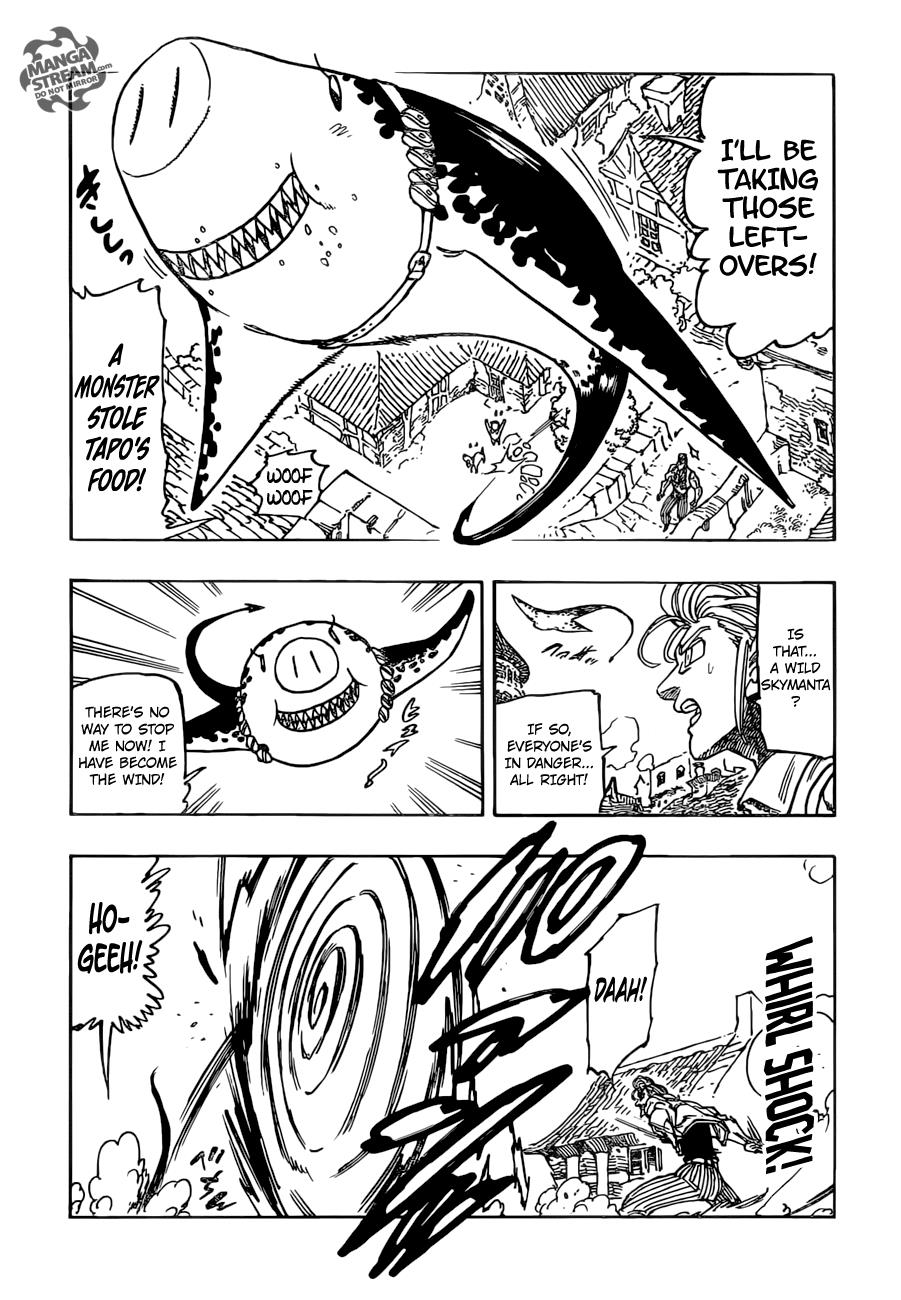 MANGA
STREAM.com
DO NOT MIRROR
I'LL BE
TAKING
THOSE
LEFT-
OVERS!
A
MONSTER
STOLE
TAPO'S
FOOD!
WOOF
WOOF
IS
THAT...
A WILD
SKYMANTA
?
IF SO,
EVERYONE'S
IN DANGER...
ALL RIGHT!
THERE'S NO
WAY TO STOP
ME NOW! I
HAVE BECOME
THE WIND!
WHIRL SHOCK!
DAAH!
HO-
GEEH!